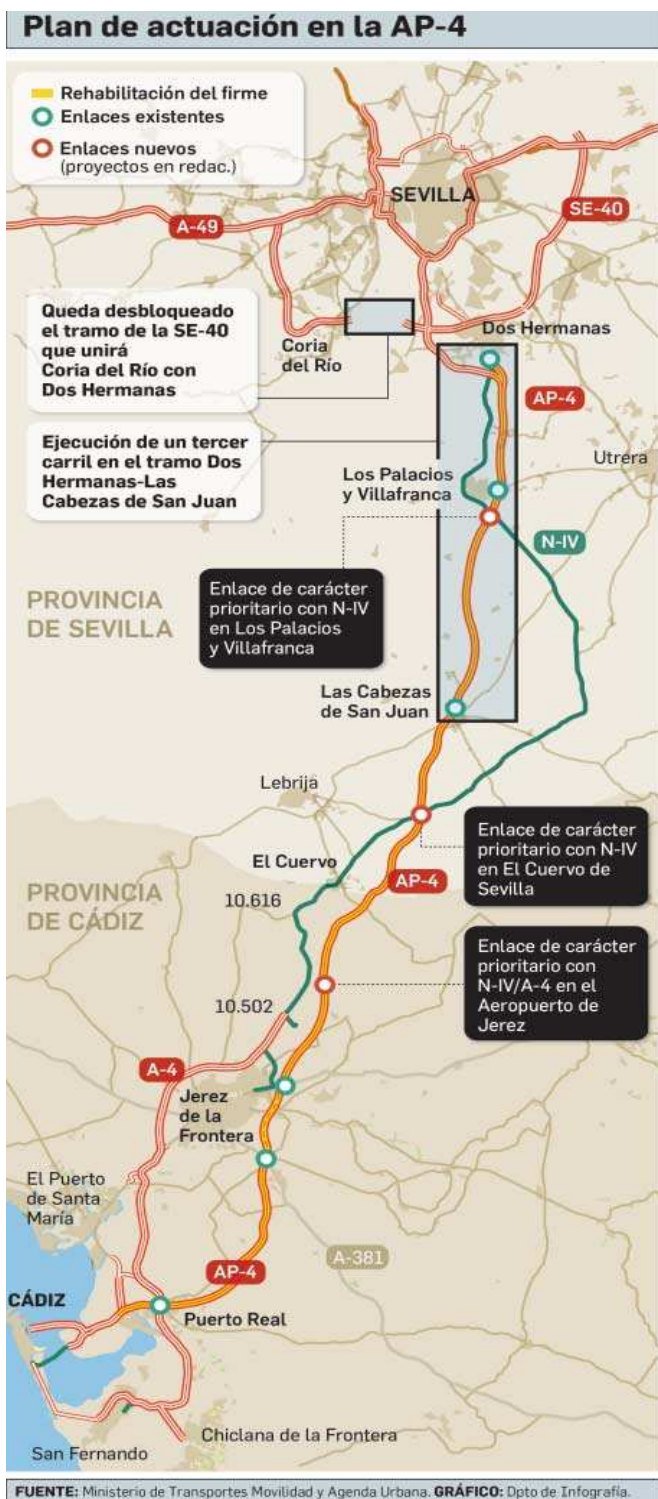 Plan de actuación en la AP-4
Rehabilitación del firme
Enlaces existentes
Enlaces nuevos
(proyectos en redac.)
SEVILLA
A-49
SE-40
Queda desbloqueado
el tramo de la SE-40
que unirá
Coria del Río con
Dos Hermanas
Coria
del Río
Dos Hermanas
AP-4
Ejecución de un tercer
carril en el tramo Dos
Hermanas-Las
Cabezas de San Juan
Los Palacios
y Villafranca
Utrera
N-IV
Enlace de carácter
prioritario con N-IV
en Los Palacios
y Villafranca
PROVINCIA
DE SEVILLA
Las Cabezas
de San Juan
Lebrija
Enlace de carácter
prioritario con N-IV
en El Cuervo de
Sevilla
El Cuervo
AP-4
PROVINCIA
DE CÁDIZ
10.616
Enlace de carácter
prioritario con
N-IV/A-4 en el
Aeropuerto de
Jerez
10.502
A-4
Jerez
de la
Frontera
El Puerto
de Santa
María
A-381
AP-4
CÁDIZ
Puerto Real
Chiclana de la Frontera
San Fernando
FUENTE: Ministerio de Transportes Movilidad y Agenda Urbana. GRÁFICO: Dpto de Infografía.